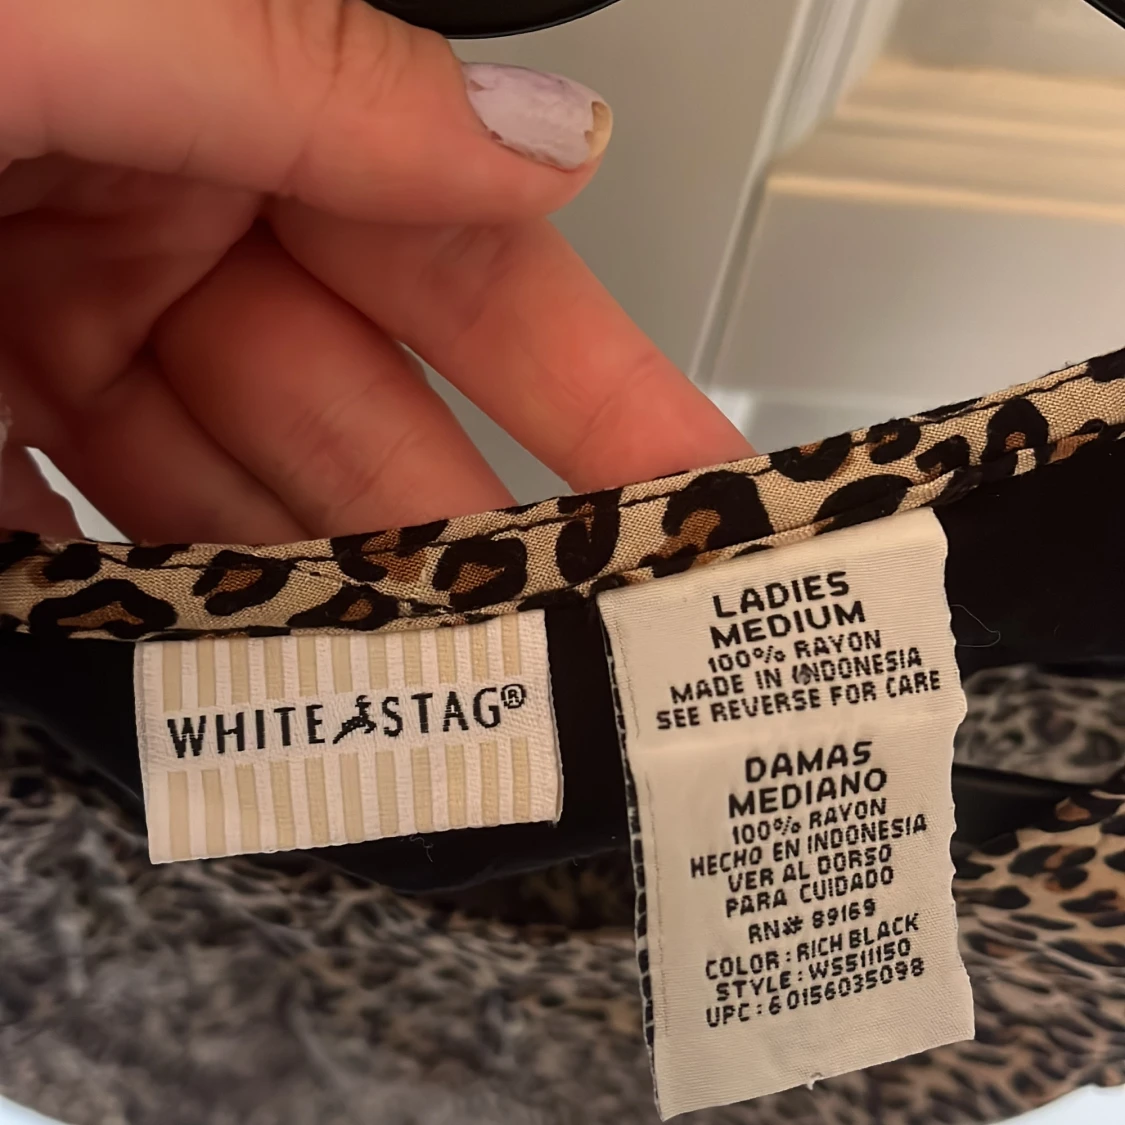 WHITE STAG®
LADIES
MEDIUM
100% RAYON
MADE IN INDONESIA
SEE REVERSE FOR CARE
DAMAS
MEDIANO
100% RAYON
HECHO EN INDONESIA
VER AL DORSO
PARA CUIDADO
RN# 89169
COLOR : RICH BLACK
STYLE : WS511150
UPC : 60156035098